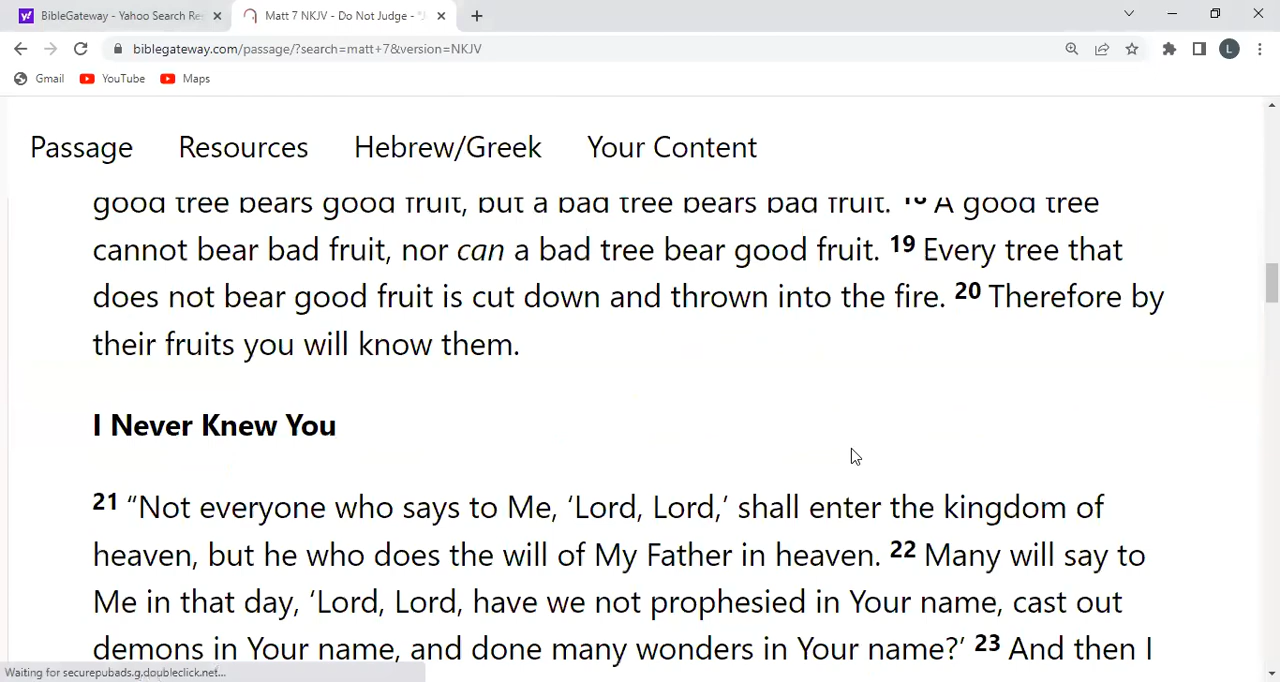 BibleGateway - Yahoo Search Res
Matt 7 NKJV - Do Not Judge - "J
biblegateway.com/passage/?search=matt+7&version=NKJV
L
Gmail YouTube Maps
Passage Resources Hebrew/Greek Your Content
good tree bears good fruit, but a bad tree bears bad fruit. 18 A good tree
cannot bear bad fruit, nor can a bad tree bear good fruit. 19 Every tree that
does not bear good fruit is cut down and thrown into the fire. 20 Therefore by
their fruits you will know them.
I Never Knew You
21 “Not everyone who says to Me, ‘Lord, Lord,’ shall enter the kingdom of
heaven, but he who does the will of My Father in heaven. 22 Many will say to
Me in that day, ‘Lord, Lord, have we not prophesied in Your name, cast out
demons in Your name, and done many wonders in Your name?’ 23 And then I
Waiting for securepubads.g.doubleclick.net...